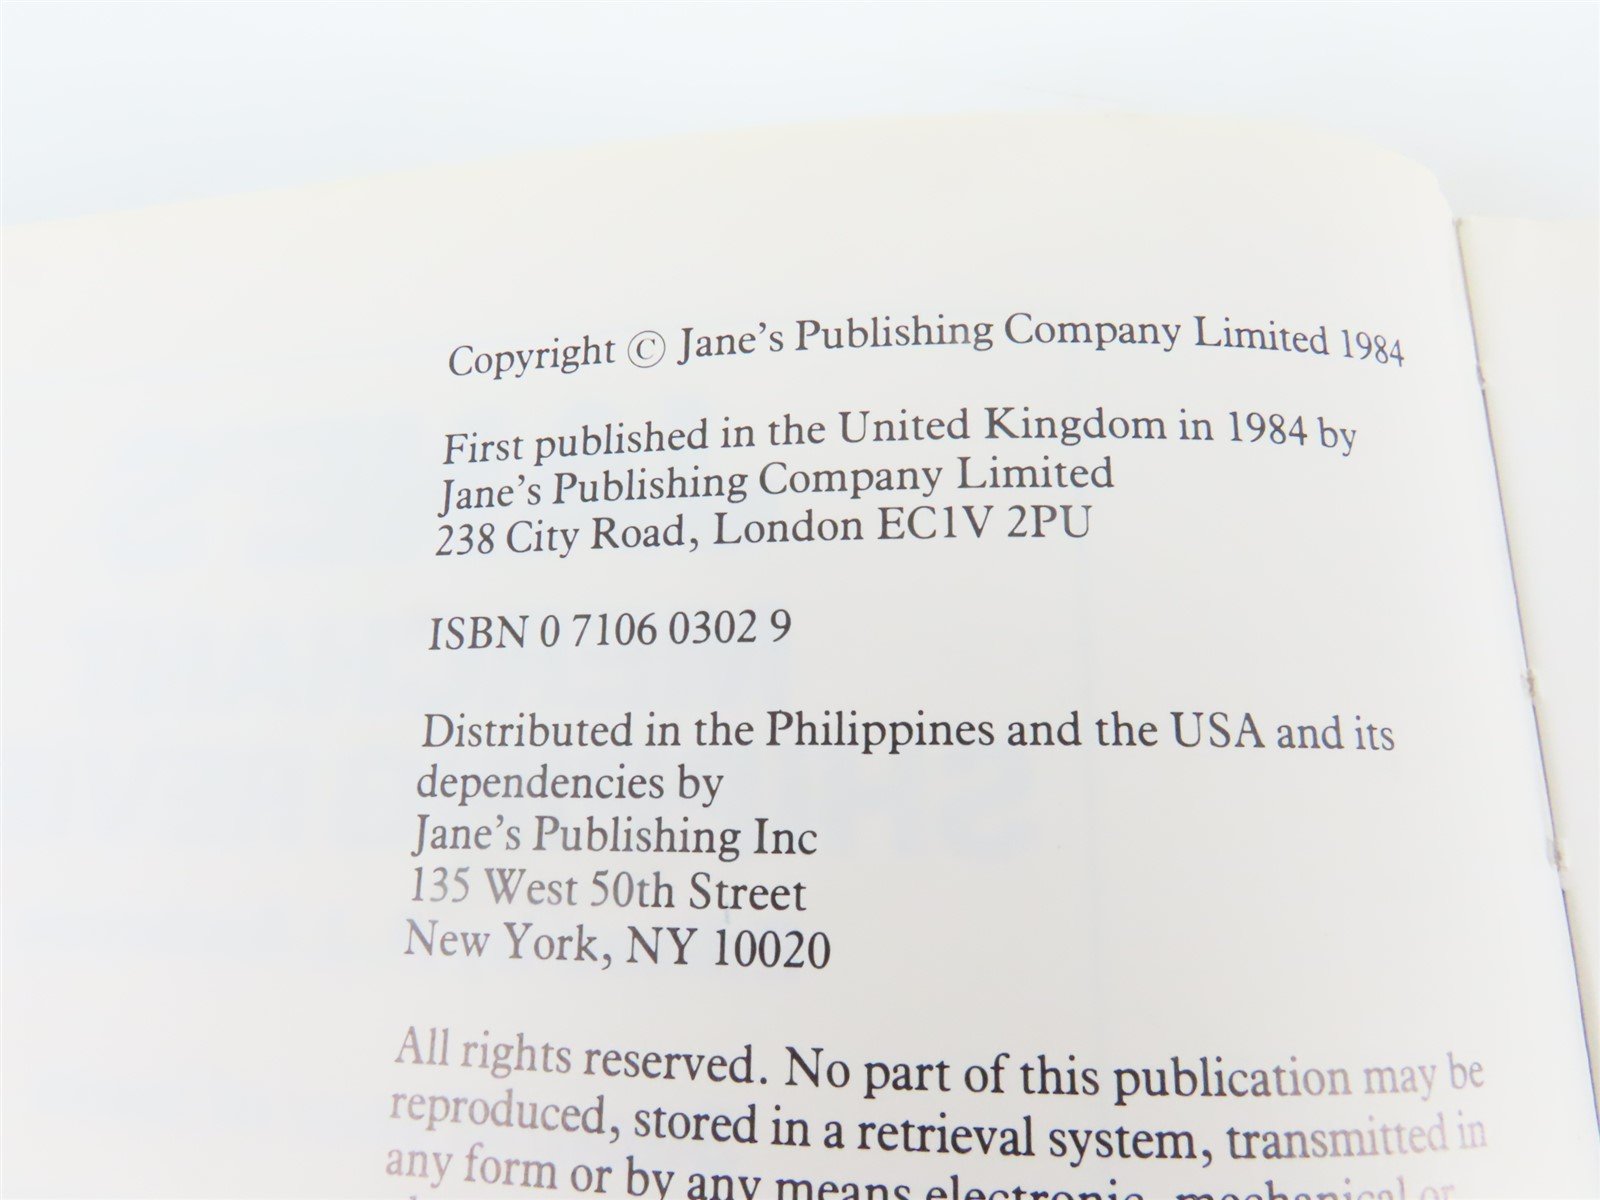 Copyright © Jane's Publishing Company Limited 1984
First published in the United Kingdom in 1984 by
Jane's Publishing Company Limited
238 City Road, London EC1V 2PU
ISBN 0 7106 0302 9
Distributed in the Philippines and the USA and its
dependencies by
Jane's Publishing Inc
135 West 50th Street
New York, NY 10020
All rights reserved. No part of this publication may be
reproduced, stored in a retrieval system, transmitted in
any form or by any means electronic, mechanical or